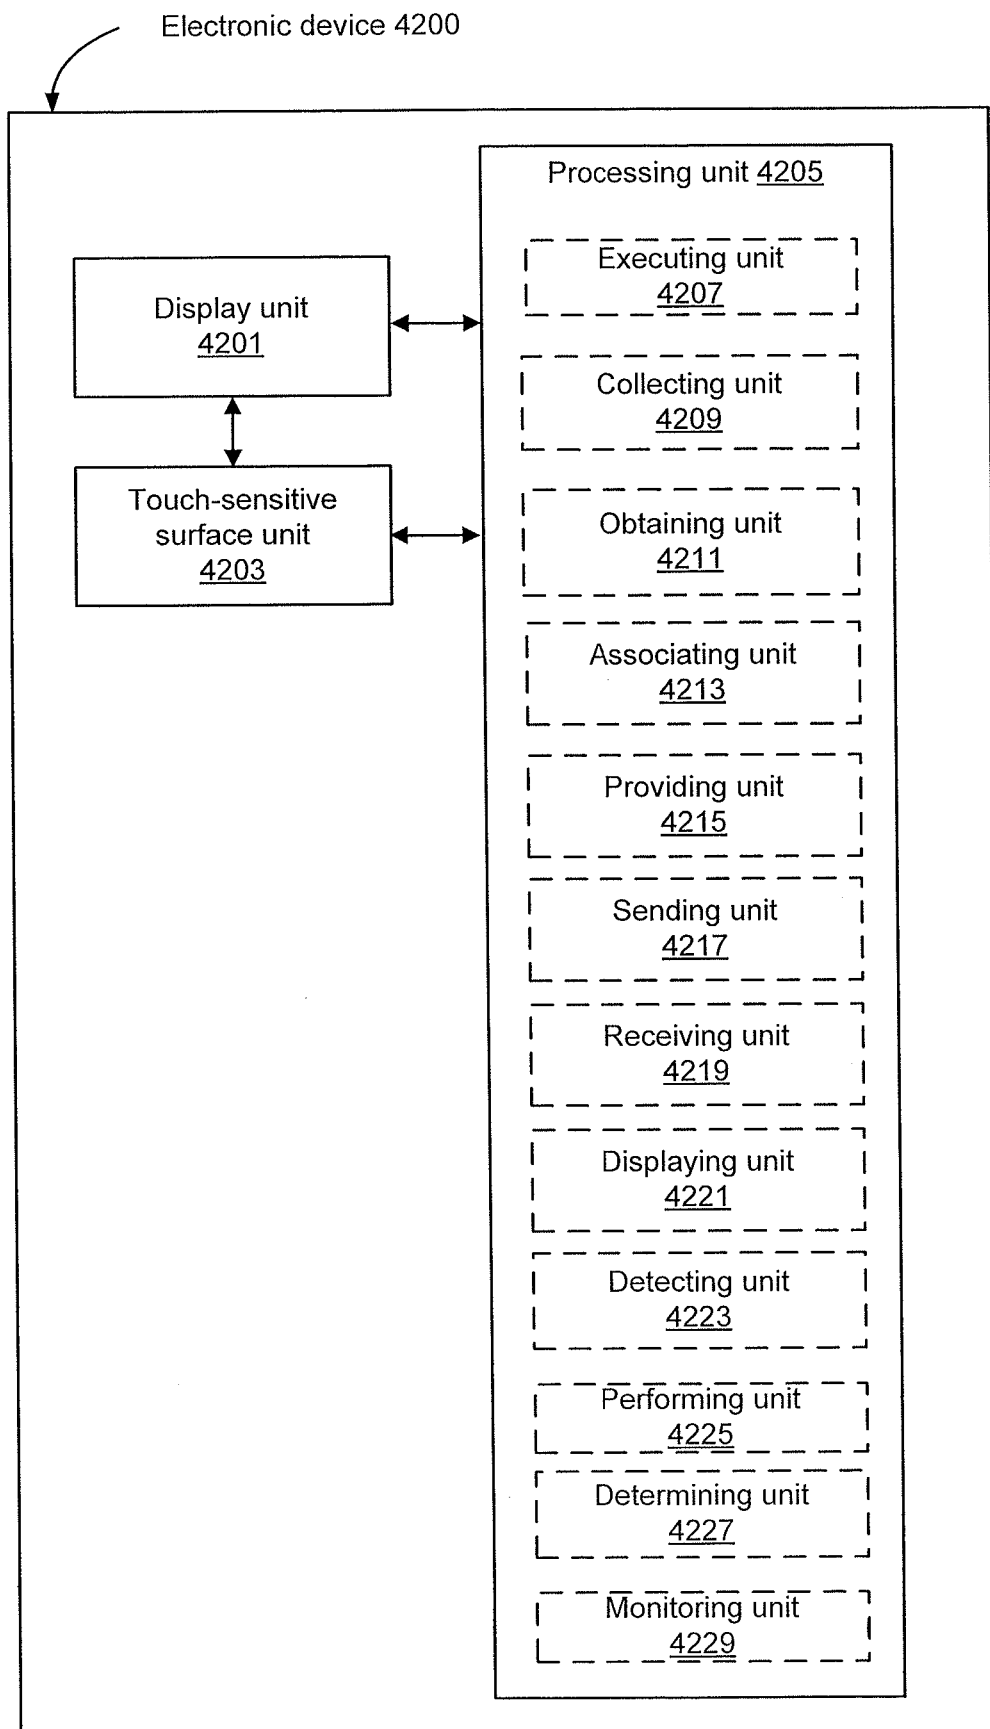 Electronic device 4200
Processing unit 4205
Executing unit
4207
Display unit
4201
Collecting unit
4209
Touch-sensitive
surface unit
4203
Obtaining unit
4211
Associating unit
4213
Providing unit
4215
Sending unit
4217
Receiving unit
4219
Displaying unit
4221
Detecting unit
4223
Performing unit
4225
Determining unit
4227
Monitoring unit
4229